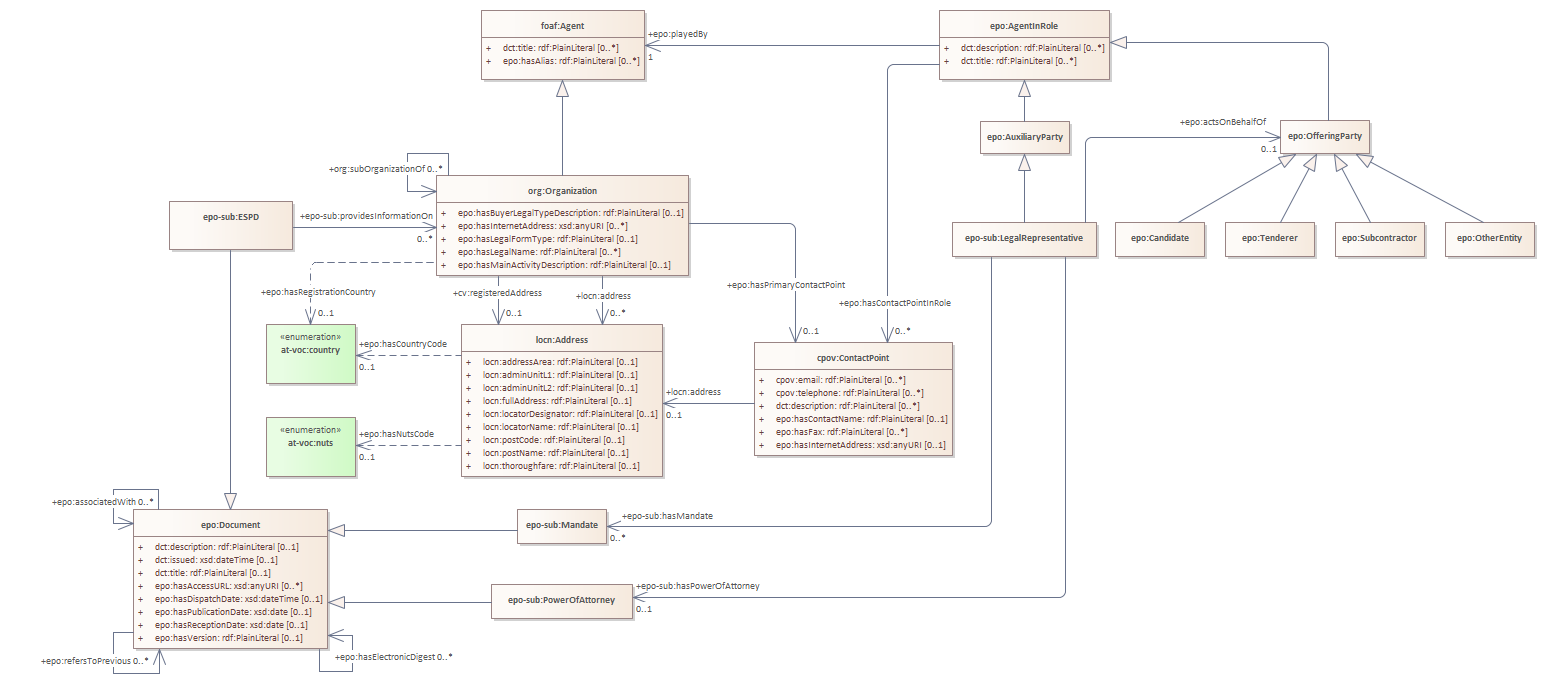 foaf:Agent
+ dct:title: rdf:PlainLiteral [0..*]
+ epo:hasAlias: rdf:PlainLiteral [0..*]
+epo:playedBy
1
epo:AgentInRole
+ dct:description: rdf:PlainLiteral [0..*]
+ dct:title: rdf:PlainLiteral [0..*]
epo:AuxiliaryParty
+epo:actsOnBehalfOf
0..1
epo:OfferingParty
+org:subOrganizationOf 0..*
org:Organization
+ epo:hasBuyerLegalTypeDescription: rdf:PlainLiteral [0..1]
+ epo:hasInternetAddress: xsd:anyURI [0..*]
+ epo:hasLegalFormType: rdf:PlainLiteral [0..1]
+ epo:hasLegalName: rdf:PlainLiteral [0..*]
+ epo:hasMainActivityDescription: rdf:PlainLiteral [0..1]
epo-sub:ESPD
+epo-sub:providesInformationOn
0..*
epo-sub:LegalRepresentative
epo:Candidate
epo:Tenderer
epo:Subcontractor
epo:OtherEntity
+epo:hasRegistrationCountry
0..1
+cv:registeredAddress
0..1
+locn:address
0..*
+epo:hasPrimaryContactPoint
0..1
+epo:hasContactPointInRole
0..*
«enumeration»
at-voc:country
+epo:hasCountryCode
0..1
locn:Address
+ locn:addressArea: rdf:PlainLiteral [0..1]
+ locn:adminUnitL1: rdf:PlainLiteral [0..1]
+ locn:adminUnitL2: rdf:PlainLiteral [0..1]
+ locn:fullAddress: rdf:PlainLiteral [0..1]
+ locn:locatorDesignator: rdf:PlainLiteral [0..1]
+ locn:locatorName: rdf:PlainLiteral [0..1]
+ locn:postCode: rdf:PlainLiteral [0..1]
+ locn:postName: rdf:PlainLiteral [0..1]
+ locn:thoroughfare: rdf:PlainLiteral [0..1]
cpov:ContactPoint
+ cpov:email: rdf:PlainLiteral [0..*]
+ cpov:telephone: rdf:PlainLiteral [0..*]
+ dct:description: rdf:PlainLiteral [0..*]
+ epo:hasContactName: rdf:PlainLiteral [0..1]
+ epo:hasFax: rdf:PlainLiteral [0..*]
+ epo:hasInternetAddress: xsd:anyURI [0..1]
+locn:address
0..1
«enumeration»
at-voc:nuts
+epo:hasNutsCode
0..1
+epo:associatedWith 0..*
epo:Document
+ dct:description: rdf:PlainLiteral [0..1]
+ dct:issued: xsd:dateTime [0..1]
+ dct:title: rdf:PlainLiteral [0..1]
+ epo:hasAccessURL: xsd:anyURI [0..*]
+ epo:hasDispatchDate: xsd:dateTime [0..1]
+ epo:hasPublicationDate: xsd:date [0..1]
+ epo:hasReceptionDate: xsd:date [0..1]
+ epo:hasVersion: rdf:PlainLiteral [0..1]
epo-sub:Mandate
+epo-sub:hasMandate
0..*
epo-sub:PowerOfAttorney
+epo-sub:hasPowerOfAttorney
0..1
+epo:refersToPrevious 0..*
+epo:hasElectronicDigest 0..*